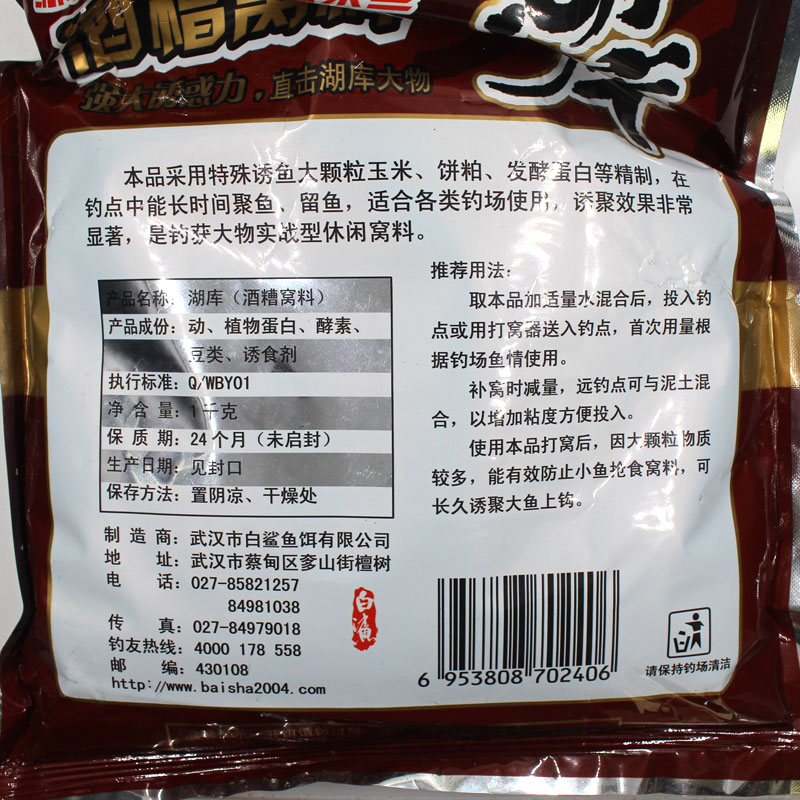 酒糟窝料
强大诱惑力，直击湖库大物
湖库
本品采用特殊诱鱼大颗粒玉米、饼粕、发酵蛋白等精制，在
钓点中能长时间聚鱼、留鱼，适合各类钓场使用，诱聚效果非常
显著，是钓获大物实战型休闲窝料。
产品名称：湖库（酒糟窝料）
产品成份：动、植物蛋白、酵素、
豆类、诱食剂
执行标准：Q/WBY01
净 含 量：1千克
保 质 期：24个月（未启封）
生产日期：见封口
保存方法：置阴凉、干燥处
推荐用法：
取本品加适量水混合后，投入钓
点或用打窝器送入钓点，首次用量根
据钓场鱼情使用。
补窝时减量，远钓点可与泥土混
合，以增加粘度方便投入。
使用本品打窝后，因大颗粒物质
较多，能有效防止小鱼抢食窝料，可
长久诱聚大鱼上钩。
制 造 商：武汉市白鲨鱼饵有限公司
地 址：武汉市蔡甸区奓山街檀树
电 话：027-85821257
84981038
传 真：027-84979018
钓友热线：4000 178 558
邮 编：430108
http://www.baisha2004.com
白鲨
6 953808 702406
请保持钓场清洁